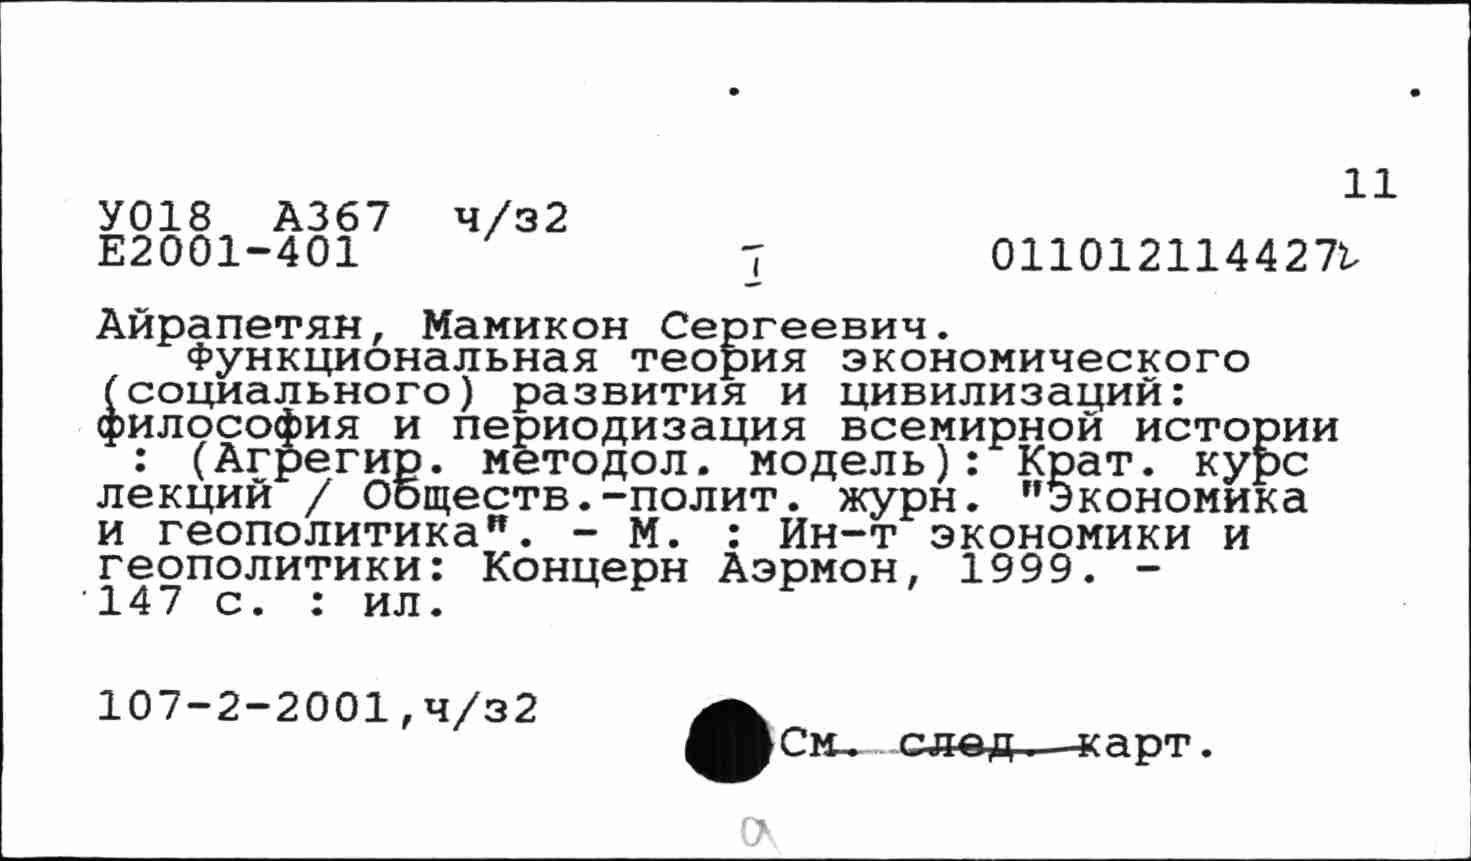 11
У018 А367 ч/з2
Е2001-401
I
011012114427г
Айрапетян, Мамикон Сергеевич.
Функциональная теория экономического
(социального) развития и цивилизаций:
философия и периодизация всемирной истории
: (Агрегир. методол. модель): Крат. курс
лекций / Обществ.-полит. журн. "Экономика
и геополитика". - М. : Ин-т экономики и
геополитики: Концерн Аэрмон, 1999. -
147 с. : ил.
107-2-2001,ч/з2
См. след. карт.
а